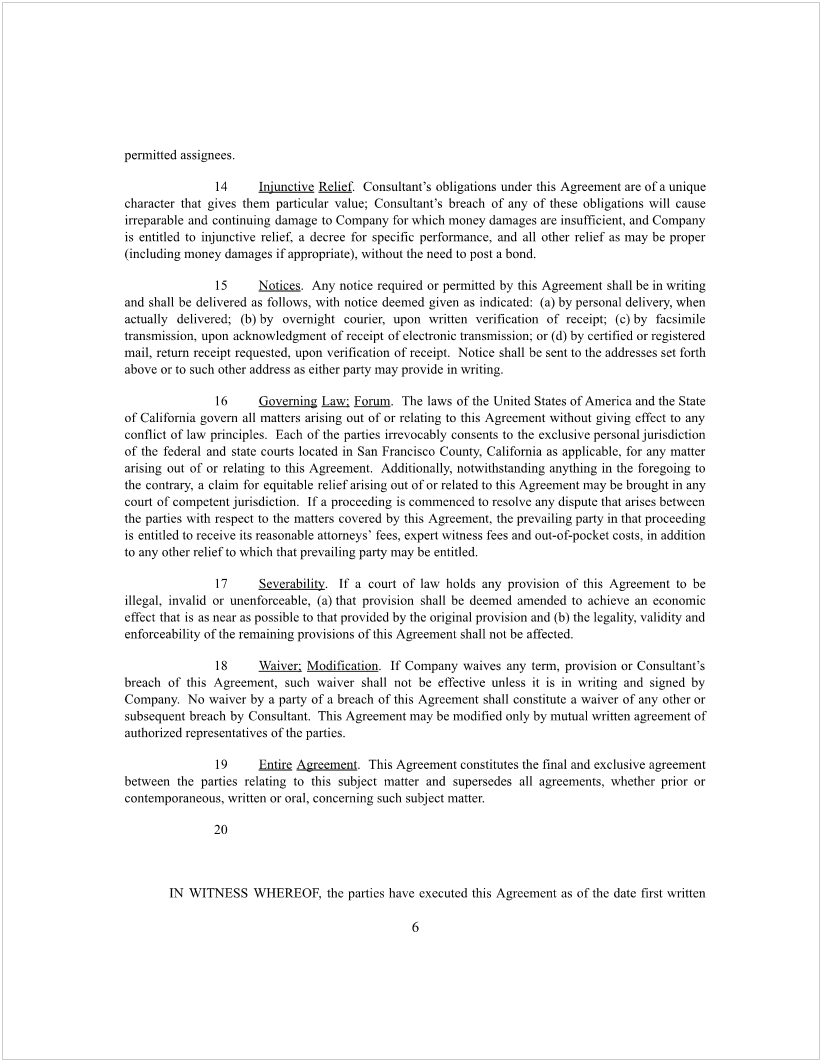 permitted assignees.
14 Injunctive Relief. Consultant’s obligations under this Agreement are of a unique
character that gives them particular value; Consultant’s breach of any of these obligations will cause
irreparable and continuing damage to Company for which money damages are insufficient, and Company
is entitled to injunctive relief, a decree for specific performance, and all other relief as may be proper
(including money damages if appropriate), without the need to post a bond.
15 Notices. Any notice required or permitted by this Agreement shall be in writing
and shall be delivered as follows, with notice deemed given as indicated: (a) by personal delivery, when
actually delivered; (b) by overnight courier, upon written verification of receipt; (c) by facsimile
transmission, upon acknowledgment of receipt of electronic transmission; or (d) by certified or registered
mail, return receipt requested, upon verification of receipt. Notice shall be sent to the addresses set forth
above or to such other address as either party may provide in writing.
16 Governing Law; Forum. The laws of the United States of America and the State
of California govern all matters arising out of or relating to this Agreement without giving effect to any
conflict of law principles. Each of the parties irrevocably consents to the exclusive personal jurisdiction
of the federal and state courts located in San Francisco County, California as applicable, for any matter
arising out of or relating to this Agreement. Additionally, notwithstanding anything in the foregoing to
the contrary, a claim for equitable relief arising out of or related to this Agreement may be brought in any
court of competent jurisdiction. If a proceeding is commenced to resolve any dispute that arises between
the parties with respect to the matters covered by this Agreement, the prevailing party in that proceeding
is entitled to receive its reasonable attorneys’ fees, expert witness fees and out-of-pocket costs, in addition
to any other relief to which that prevailing party may be entitled.
17 Severability. If a court of law holds any provision of this Agreement to be
illegal, invalid or unenforceable, (a) that provision shall be deemed amended to achieve an economic
effect that is as near as possible to that provided by the original provision and (b) the legality, validity and
enforceability of the remaining provisions of this Agreement shall not be affected.
18 Waiver; Modification. If Company waives any term, provision or Consultant’s
breach of this Agreement, such waiver shall not be effective unless it is in writing and signed by
Company. No waiver by a party of a breach of this Agreement shall constitute a waiver of any other or
subsequent breach by Consultant. This Agreement may be modified only by mutual written agreement of
authorized representatives of the parties.
19 Entire Agreement. This Agreement constitutes the final and exclusive agreement
between the parties relating to this subject matter and supersedes all agreements, whether prior or
contemporaneous, written or oral, concerning such subject matter.
20
IN WITNESS WHEREOF, the parties have executed this Agreement as of the date first written
6